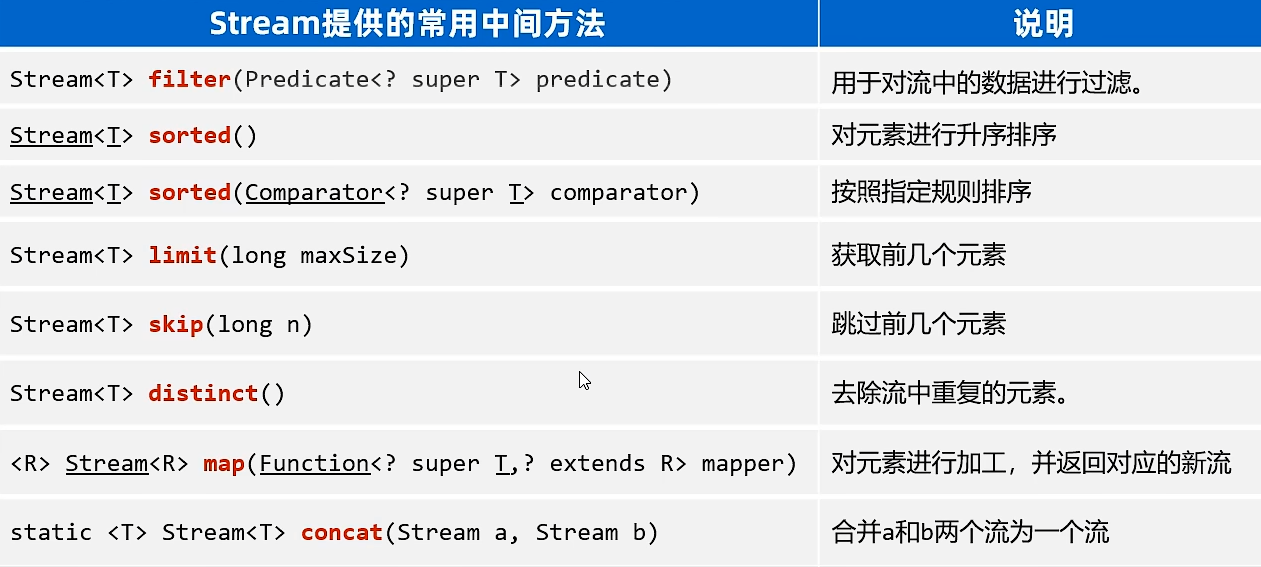 Stream提供的常用中间方法 说明
Stream<T> filter(Predicate<? super T> predicate) 用于对流中的数据进行过滤。
Stream<T> sorted() 对元素进行升序排序
Stream<T> sorted(Comparator<? super T> comparator) 按照指定规则排序
Stream<T> limit(long maxSize) 获取前几个元素
Stream<T> skip(long n) 跳过前几个元素
Stream<T> distinct() 去除流中重复的元素。
<R> Stream<R> map(Function<? super T,? extends R> mapper) 对元素进行加工，并返回对应的新流
static <T> Stream<T> concat(Stream a, Stream b) 合并a和b两个流为一个流